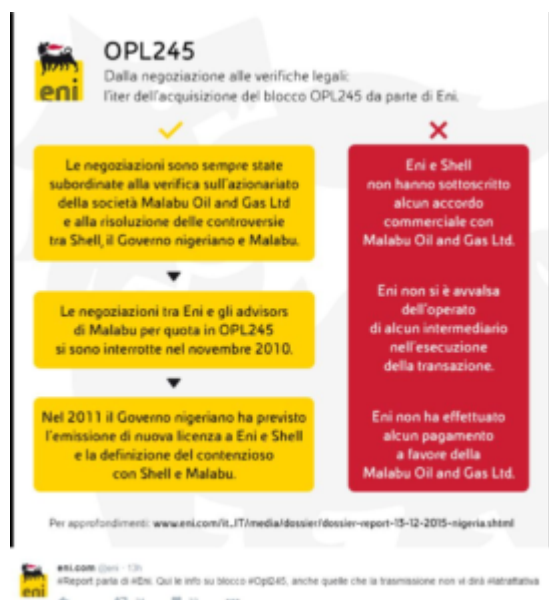 eni
OPL245
Dalla negoziazione alle verifiche legali:
l'iter dell'acquisizione del blocco OPL245 da parte di Eni.
Le negoziazioni sono sempre state
subordinate alla verifica sull'azionariato
della società Malabu Oil and Gas Ltd
e alla risoluzione delle controversie
tra Shell, il Governo nigeriano e Malabu.
Le negoziazioni tra Eni e gli advisors
di Malabu per quota in OPL245
si sono interrotte nel novembre 2010.
Nel 2011 il Governo nigeriano ha previsto
l'emissione di nuova licenza a Eni e Shell
e la definizione del contenzioso
con Shell e Malabu.
Eni e Shell
non hanno sottoscritto
alcun accordo
commerciale con
Malabu Oil and Gas Ltd.
Eni non si è avvalsa
dell'operato
di alcun intermediario
nell'esecuzione
della transazione.
Eni non ha effettuato
alcun pagamento
a favore della
Malabu Oil and Gas Ltd.
Per approfondimenti: www.eni.com/it_IT/media/dossier/dossier-report-13-12-2015-nigeria.shtml
eni
eni.com @eni · 13h
#Report parla di #Eni. Qui le info su blocco #Opl245, anche quelle che la trasmissione non vi dirà #latrattativa